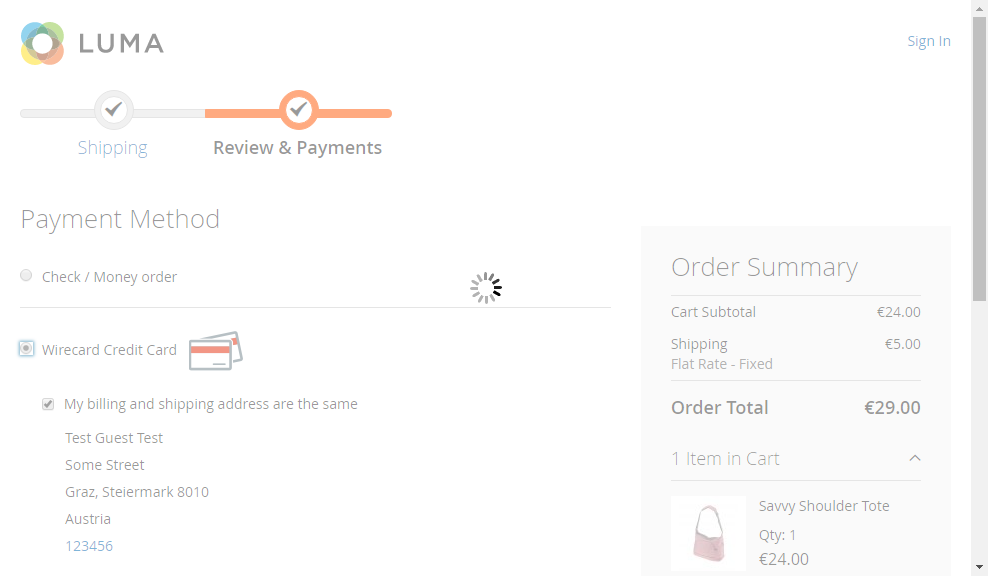 LUMA
Sign In
Shipping
Review & Payments
Payment Method
Check / Money order
Wirecard Credit Card
My billing and shipping address are the same
Test Guest Test
Some Street
Graz, Steiermark 8010
Austria
123456
Order Summary
Cart Subtotal €24.00
Shipping €5.00
Flat Rate - Fixed
Order Total €29.00
1 Item in Cart
Savvy Shoulder Tote
Qty: 1
€24.00